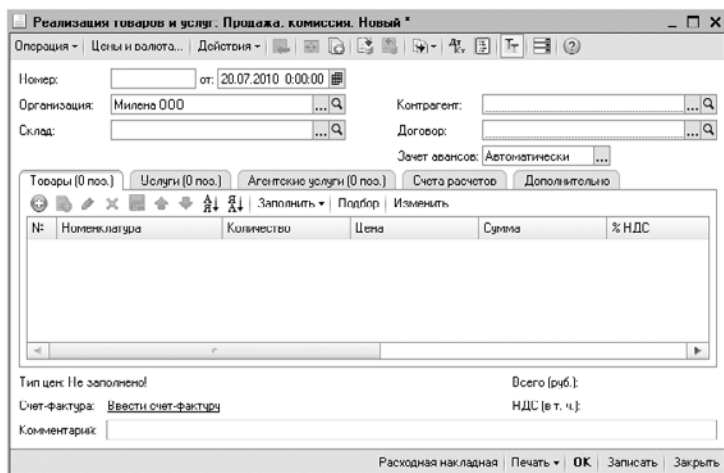 Реализация товаров и услуг: Продажа, комиссия. Новый *
Операция Цены и валюта... Действия
Номер: от: 20.07.2010 0:00:00
Организация: Милена ООО Контрагент:
Склад: Договор:
Зачет авансов: Автоматически
Товары (0 поз.) Услуги (0 поз.) Агентские услуги (0 поз.) Счета расчетов Дополнительно
Заполнить Подбор Изменить
№ Номенклатура Количество Цена Сумма % НДС
Тип цен: Не заполнено! Всего (руб.):
Счет-фактура: Ввести счет-фактуру НДС (в т. ч.):
Комментарий:
Расходная накладная Печать OK Записать Закрыть